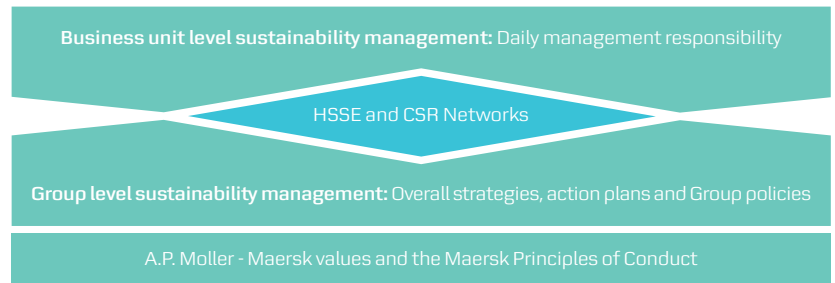 Business unit level sustainability management: Daily management responsibility
HSSE and CSR Networks
Group level sustainability management: Overall strategies, action plans and Group policies
A.P. Moller - Maersk values and the Maersk Principles of Conduct